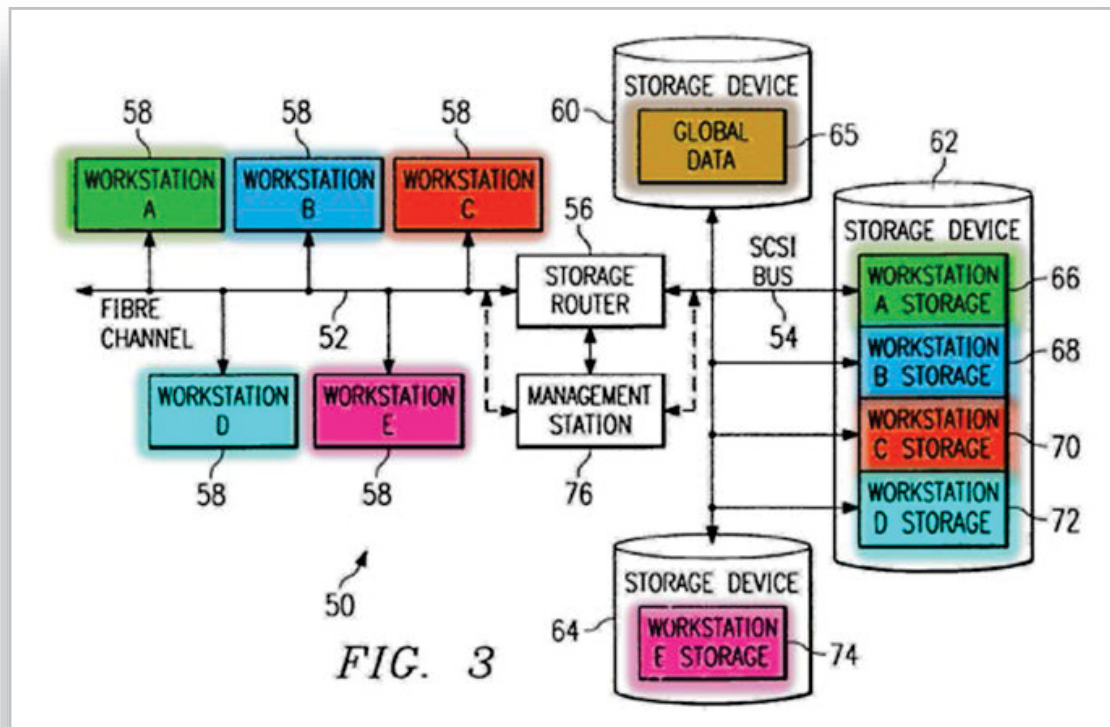 STORAGE DEVICE
60
GLOBAL
DATA
65
58
58
58
WORKSTATION
A
WORKSTATION
B
WORKSTATION
C
62
56
STORAGE
ROUTER
SCSI
BUS
54
STORAGE DEVICE
WORKSTATION
A STORAGE
66
FIBRE
CHANNEL
52
WORKSTATION
B STORAGE
68
WORKSTATION
D
WORKSTATION
E
MANAGEMENT
STATION
WORKSTATION
C STORAGE
70
58
58
76
WORKSTATION
D STORAGE
72
50
STORAGE DEVICE
64
WORKSTATION
E STORAGE
74
FIG. 3